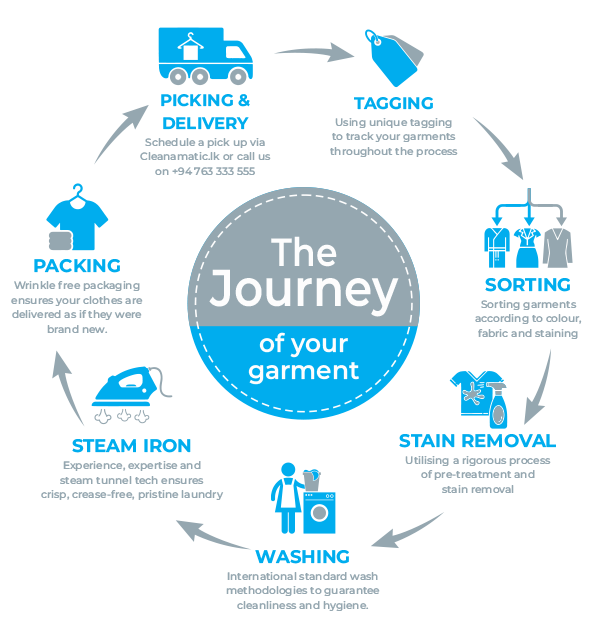 PICKING &
DELIVERY
Schedule a pick up via
Cleanamatic.lk or call us
on +94 763 333 555
TAGGING
Using unique tagging
to track your garments
throughout the process
SORTING
Sorting garments
according to colour,
fabric and staining
STAIN REMOVAL
Utilising a rigorous process
of pre-treatment and
stain removal
WASHING
International standard wash
methodologies to guarantee
cleanliness and hygiene.
STEAM IRON
Experience, expertise and
steam tunnel tech ensures
crisp, crease-free, pristine laundry
PACKING
Wrinkle free packaging
ensures your clothes are
delivered as if they were
brand new.
The
Journey
of your
garment